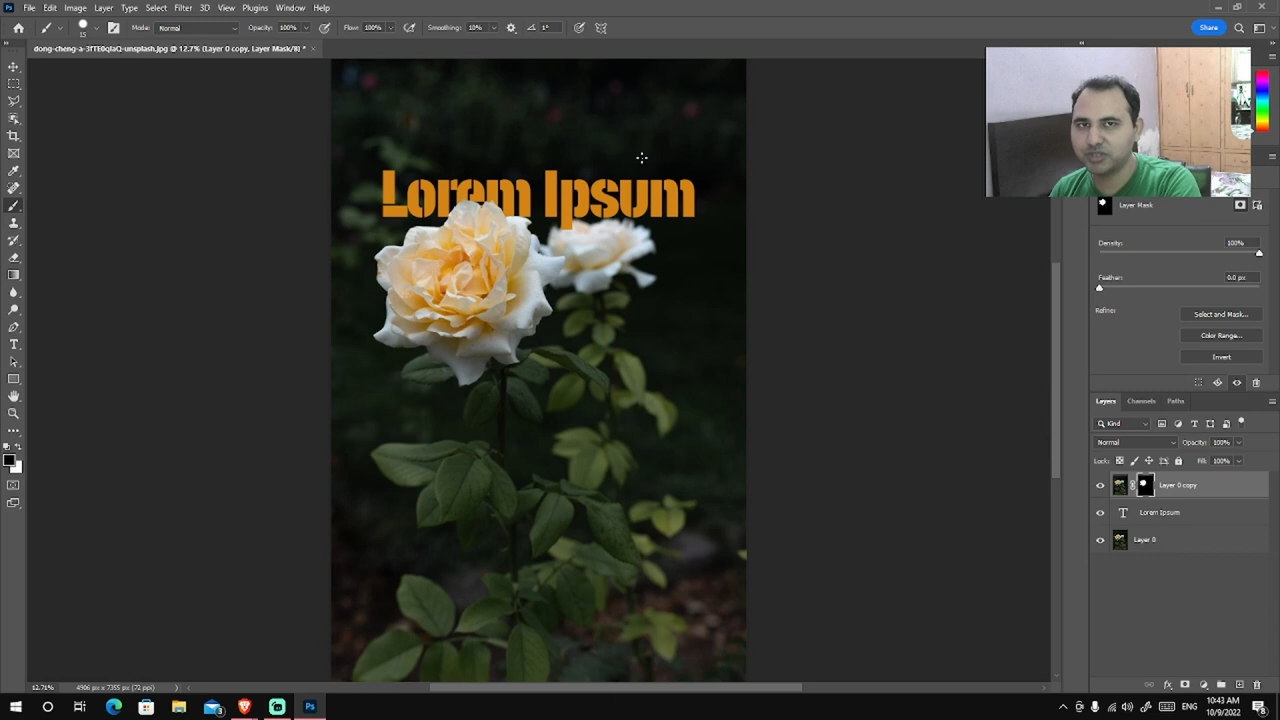 File Edit Image Layer Type Select Filter 3D View Plugins Window Help
15 Mode: Normal Opacity: 100% Flow: 100% Smoothing: 10% 1° Share
dong-cheng-a-3fTE0qIaQ-unsplash.jpg @ 12.7% (Layer 0 copy, Layer Mask/8) *
Lorem Ipsum
Layer Mask
Density: 100%
Feather: 0.0 px
Refine: Select and Mask...
Color Range...
Invert
Layers Channels Paths
Kind
Normal Opacity: 100%
Lock: Fill: 100%
Layer 0 copy
Lorem Ipsum
Layer 0
12.71% 4906 px x 7355 px (72 ppi)
ENG 10:43 AM
10/9/2022